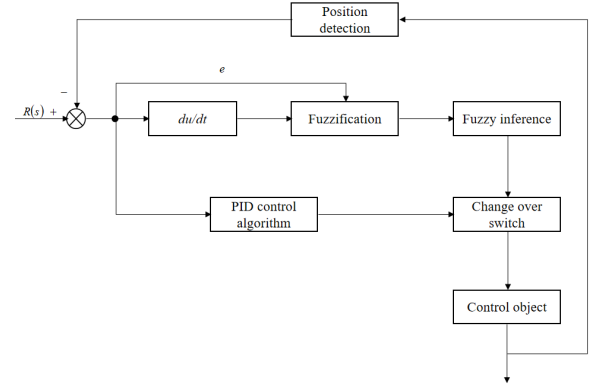 Position
detection
e
−
R(s) +
du/dt
Fuzzification
Fuzzy inference
PID control
algorithm
Change over
switch
Control object